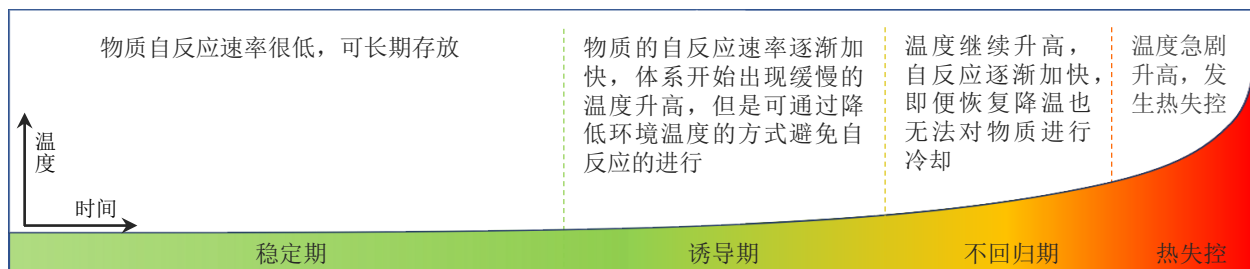 物质自反应速率很低，可长期存放
物质的自反应速率逐渐加
快，体系开始出现缓慢的
温度升高，但是可通过降
低环境温度的方式避免自
反应的进行
温度继续升高，
自反应逐渐加快，
即便恢复降温也
无法对物质进行
冷却
温度急剧
升高，发
生热失控
温度
时间
稳定期
诱导期
不回归期
热失控